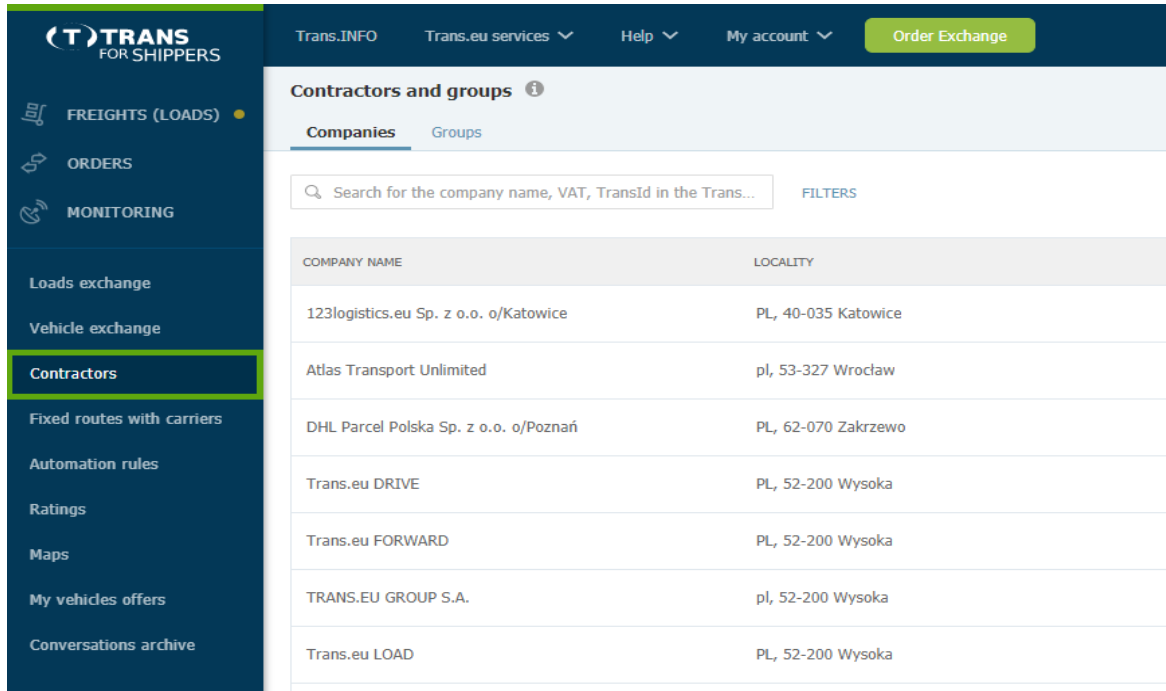 (T) TRANS
FOR SHIPPERS
Trans.INFO
Trans.eu services
Help
My account
Order Exchange
FREIGHTS (LOADS)
ORDERS
MONITORING
Loads exchange
Vehicle exchange
Contractors
Fixed routes with carriers
Automation rules
Ratings
Maps
My vehicles offers
Conversations archive
Contractors and groups
Companies
Groups
Search for the company name, VAT, TransId in the Trans...
FILTERS
COMPANY NAME LOCALITY
123logistics.eu Sp. z o.o. o/Katowice PL, 40-035 Katowice
Atlas Transport Unlimited pl, 53-327 Wrocław
DHL Parcel Polska Sp. z o.o. o/Poznań PL, 62-070 Zakrzewo
Trans.eu DRIVE PL, 52-200 Wysoka
Trans.eu FORWARD PL, 52-200 Wysoka
TRANS.EU GROUP S.A. pl, 52-200 Wysoka
Trans.eu LOAD PL, 52-200 Wysoka